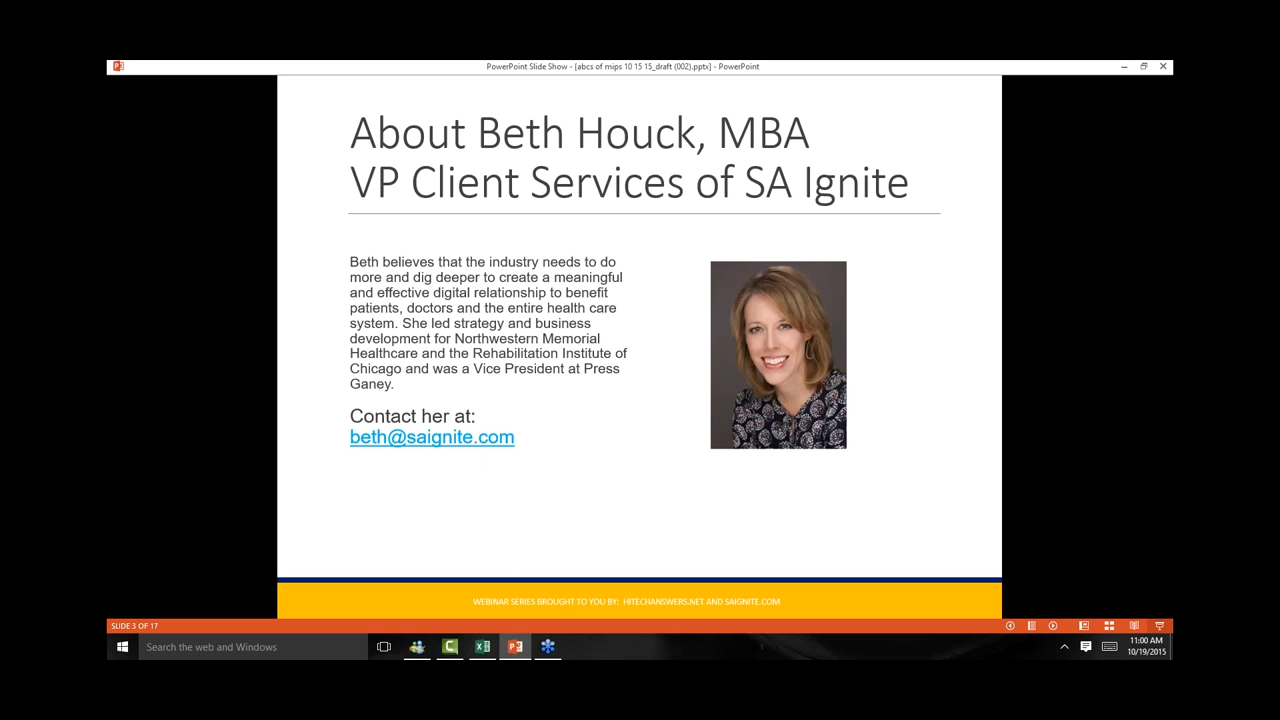 PowerPoint Slide Show - [abcs of mips 10 15 15_draft (002).pptx] - PowerPoint
About Beth Houck, MBA
VP Client Services of SA Ignite
Beth believes that the industry needs to do
more and dig deeper to create a meaningful
and effective digital relationship to benefit
patients, doctors and the entire health care
system. She led strategy and business
development for Northwestern Memorial
Healthcare and the Rehabilitation Institute of
Chicago and was a Vice President at Press
Ganey.
Contact her at:
beth@saignite.com
WEBINAR SERIES BROUGHT TO YOU BY: HITECHANSWERS.NET AND SAIGNITE.COM
SLIDE 3 OF 17
Search the web and Windows
11:00 AM
10/19/2015